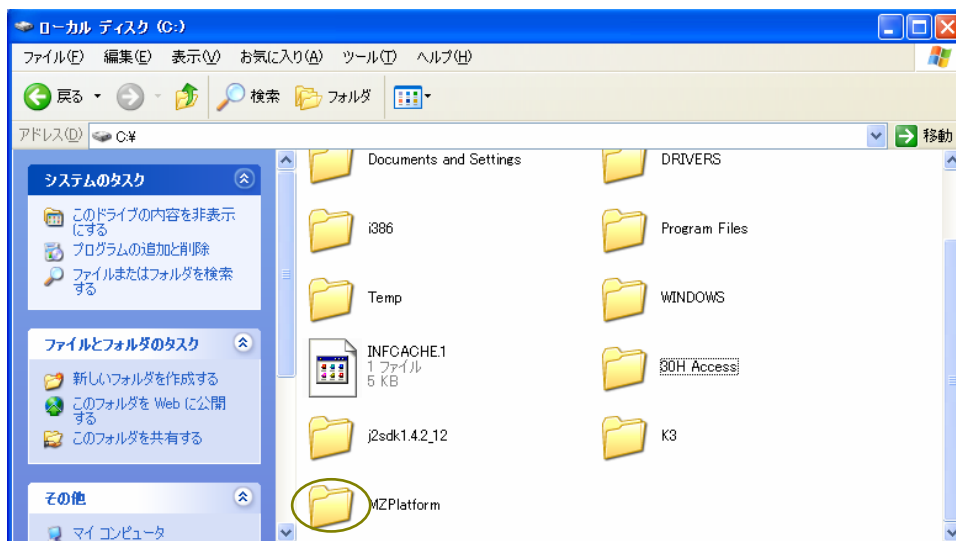 ローカル ディスク (C:)
ファイル(F) 編集(E) 表示(V) お気に入り(A) ツール(T) ヘルプ(H)
戻る 検索 フォルダ
アドレス(D) C:¥ 移動
システムのタスク
このドライブの内容を非表示
にする
プログラムの追加と削除
ファイルまたはフォルダを検索
する
ファイルとフォルダのタスク
新しいフォルダを作成する
このフォルダを Web に公開
する
このフォルダを共有する
その他
マイ コンピュータ
Documents and Settings
DRIVERS
i386
Program Files
Temp
WINDOWS
INFCACHE.1
1 ファイル
5 KB
30H Access
j2sdk1.4.2_12
K3
MZPlatform